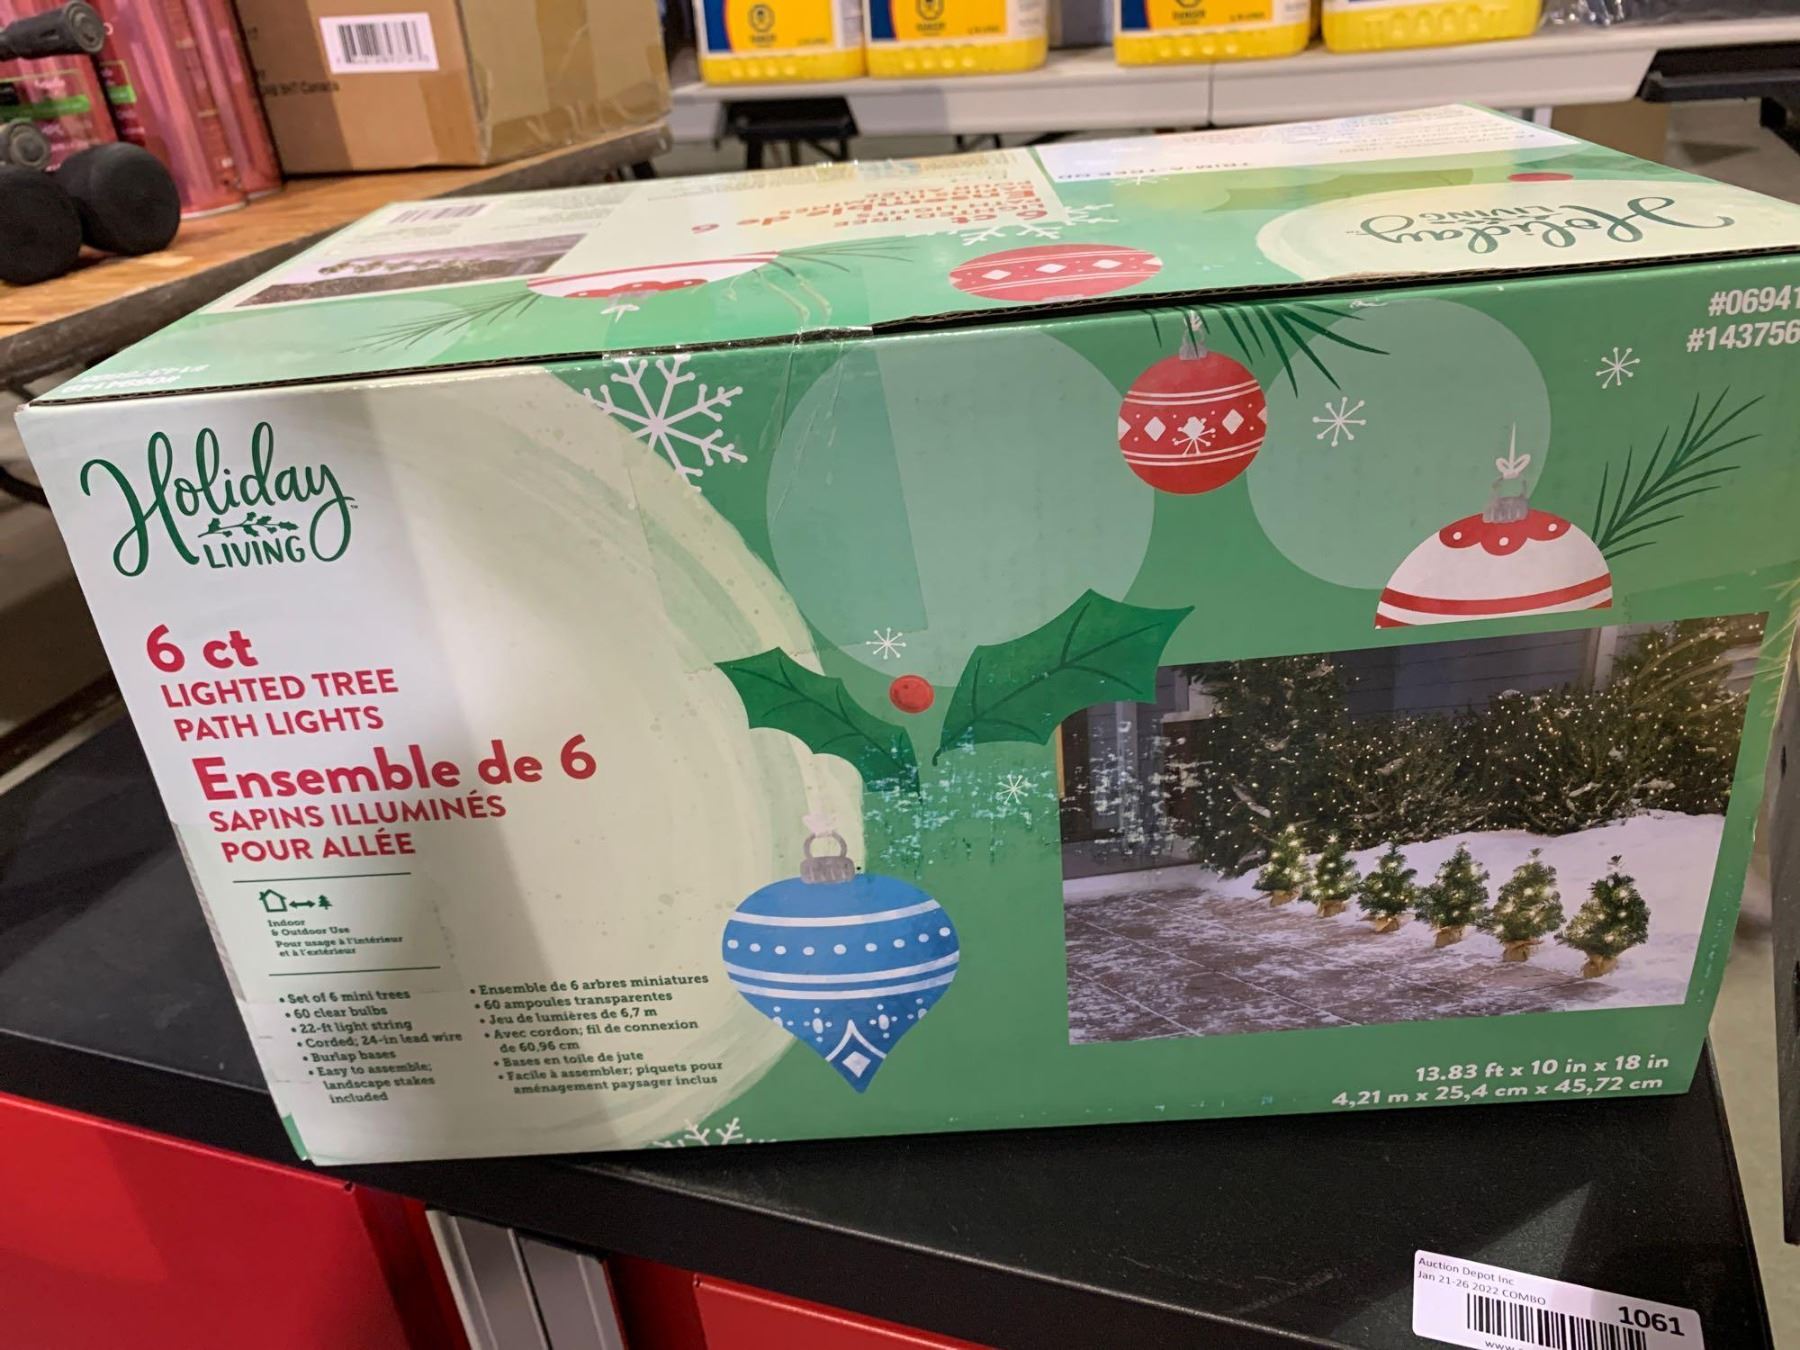 Holiday
LIVING
6 ct
LIGHTED TREE
PATH LIGHTS
Ensemble de 6
SAPINS ILLUMINÉS
POUR ALLÉE
Indoor
& Outdoor Use
Pour usage à l'intérieur
et à l'extérieur
• Set of 6 mini trees
• 60 clear bulbs
• 22-ft light string
• Corded; 24-in lead wire
• Burlap bases
• Easy to assemble;
landscape stakes
included
• Ensemble de 6 arbres miniatures
• 60 ampoules transparentes
• Jeu de lumières de 6,7 m
• Avec cordon; fil de connexion
de 60,96 cm
• Bases en toile de jute
• Facile à assembler; piquets pour
aménagement paysager inclus
#06941
#143756
13.83 ft x 10 in x 18 in
4,21 m x 25,4 cm x 45,72 cm
Holiday
LIVING
6 ct
Ensemble de 6
Auction Depot Inc
Jan 21-26 2022 COMBO
1061